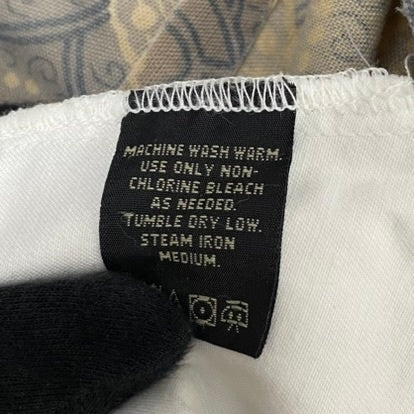 MACHINE WASH WARM.
USE ONLY NON-
CHLORINE BLEACH
AS NEEDED.
TUMBLE DRY LOW.
STEAM IRON
MEDIUM.